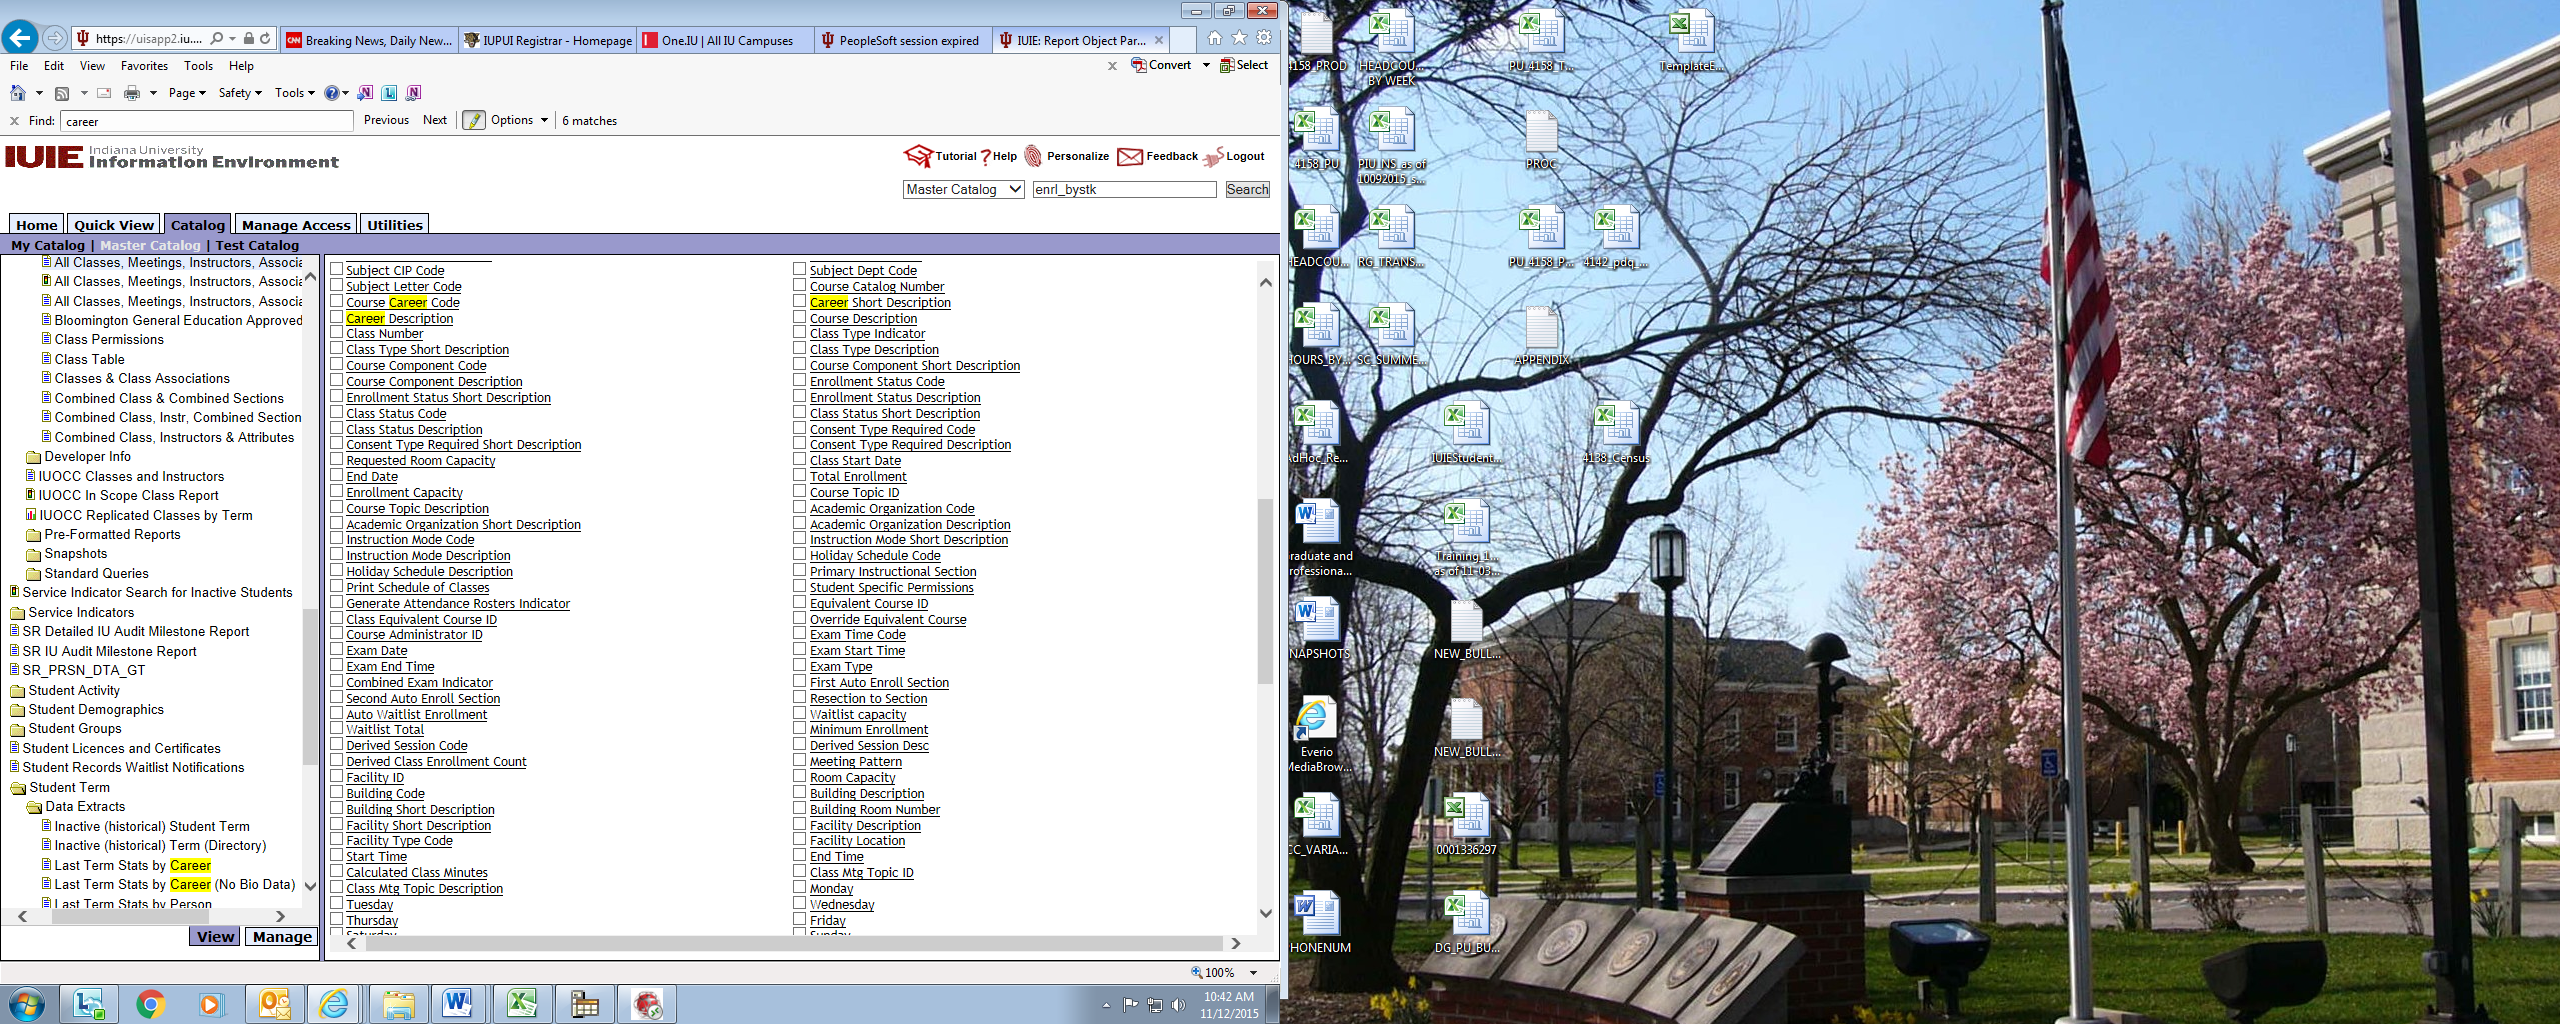 https://uisapp2.iu....
Breaking News, Daily New...
IUPUI Registrar - Homepage
One.IU | All IU Campuses
PeopleSoft session expired
IUIE: Report Object Par...
File Edit View Favorites Tools Help
Convert Select
Page Safety Tools
Find: career Previous Next Options 6 matches
IUIE Indiana University
Information Environment
Tutorial Help Personalize Feedback Logout
Master Catalog enrl_bystk Search
Home Quick View Catalog Manage Access Utilities
My Catalog | Master Catalog | Test Catalog
All Classes, Meetings, Instructors, Associa
All Classes, Meetings, Instructors, Associa
All Classes, Meetings, Instructors, Associa
Bloomington General Education Approved
Class Permissions
Class Table
Classes & Class Associations
Combined Class & Combined Sections
Combined Class, Instr, Combined Section
Combined Class, Instructors & Attributes
Developer Info
IUOCC Classes and Instructors
IUOCC In Scope Class Report
IUOCC Replicated Classes by Term
Pre-Formatted Reports
Snapshots
Standard Queries
Service Indicator Search for Inactive Students
Service Indicators
SR Detailed IU Audit Milestone Report
SR IU Audit Milestone Report
SR_PRSN_DTA_GT
Student Activity
Student Demographics
Student Groups
Student Licences and Certificates
Student Records Waitlist Notifications
Student Term
Data Extracts
Inactive (historical) Student Term
Inactive (historical) Term (Directory)
Last Term Stats by Career
Last Term Stats by Career (No Bio Data)
Last Term Stats by Person
View Manage
Subject CIP Code Subject Dept Code
Subject Letter Code Course Catalog Number
Course Career Code Career Short Description
Career Description Course Description
Class Number Class Type Indicator
Class Type Short Description Class Type Description
Course Component Code Course Component Short Description
Course Component Description Enrollment Status Code
Enrollment Status Short Description Enrollment Status Description
Class Status Code Class Status Short Description
Class Status Description Consent Type Required Code
Consent Type Required Short Description Consent Type Required Description
Requested Room Capacity Class Start Date
End Date Total Enrollment
Enrollment Capacity Course Topic ID
Course Topic Description Academic Organization Code
Academic Organization Short Description Academic Organization Description
Instruction Mode Code Instruction Mode Short Description
Instruction Mode Description Holiday Schedule Code
Holiday Schedule Description Primary Instructional Section
Print Schedule of Classes Student Specific Permissions
Generate Attendance Rosters Indicator Equivalent Course ID
Class Equivalent Course ID Override Equivalent Course
Course Administrator ID Exam Time Code
Exam Date Exam Start Time
Exam End Time Exam Type
Combined Exam Indicator First Auto Enroll Section
Second Auto Enroll Section Resection to Section
Auto Waitlist Enrollment Waitlist capacity
Waitlist Total Minimum Enrollment
Derived Session Code Derived Session Desc
Derived Class Enrollment Count Meeting Pattern
Facility ID Room Capacity
Building Code Building Description
Building Short Description Building Room Number
Facility Short Description Facility Description
Facility Type Code Facility Location
Start Time End Time
Calculated Class Minutes Class Mtg Topic ID
Class Mtg Topic Description Monday
Tuesday Wednesday
Thursday Friday
Saturday Sunday
100%
10:42 AM
11/12/2015
4158_PROD HEADCOU... BY WEEK PU_4158_T... TemplateE...
4158_PU PIU_NS_as of 10092015_s... PROC
HEADCOU... RG_TRANS... PU_4158_P... 4142_pdq_...
HOURS_BY... SC_SUMME... APPENDIX
AdHoc_Re... IUIEStudent... 4138_Census
raduate and rofessiona... Training_1... as of 11-03...
NAPSHOTS NEW_BULL...
Everio MediaBrow... NEW_BULL...
CC_VARIA... 0001336297
HONENUM DG_PU_BU...